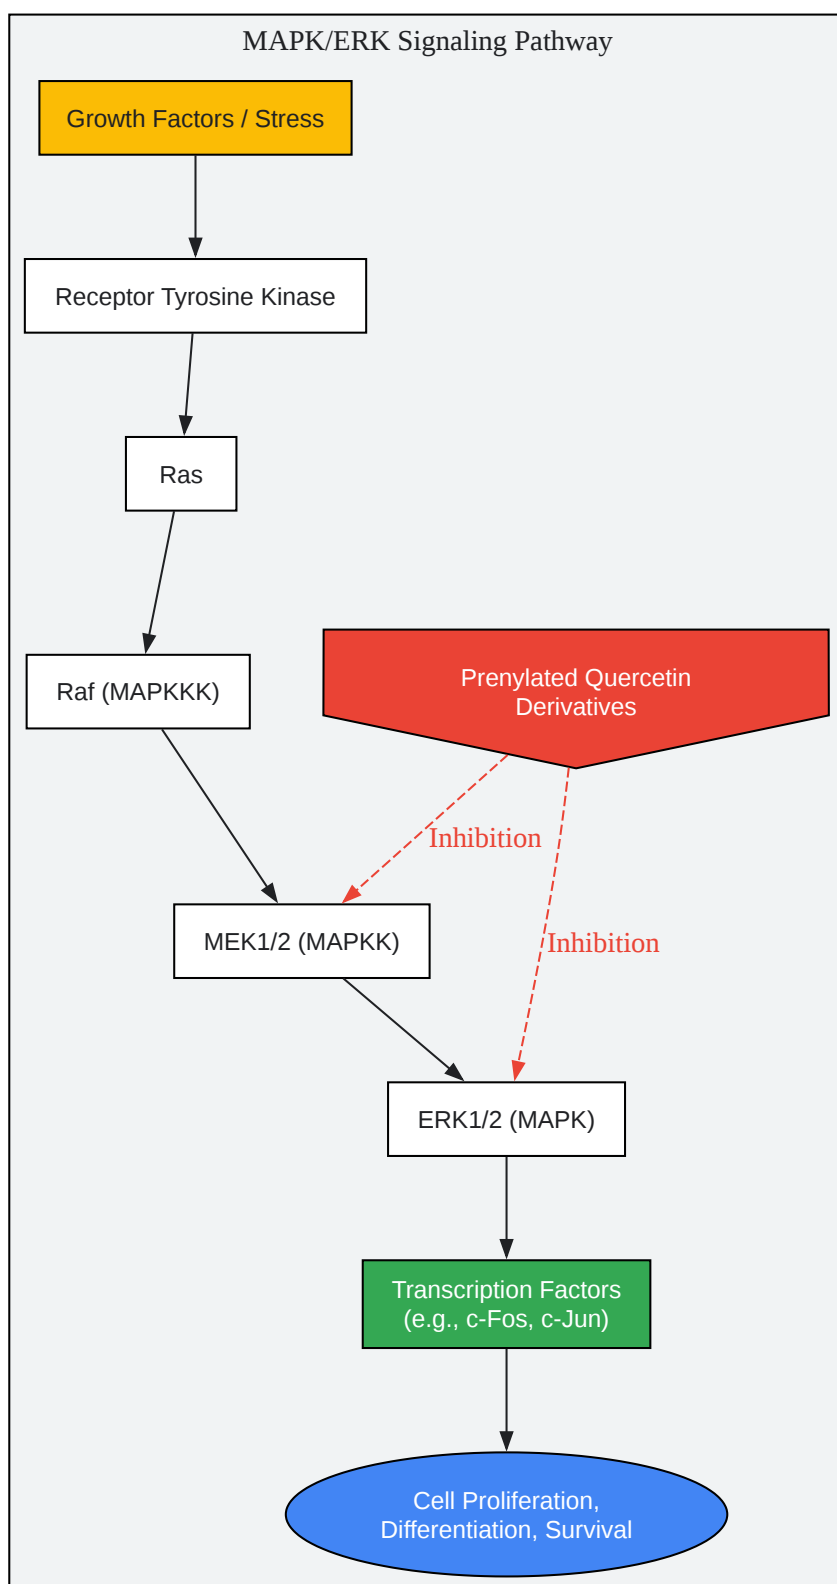 MAPK/ERK Signaling Pathway
Growth Factors / Stress
Receptor Tyrosine Kinase
Ras
Raf (MAPKKK)
Prenylated Quercetin
Derivatives
Inhibition
MEK1/2 (MAPKK)
Inhibition
ERK1/2 (MAPK)
Transcription Factors
(e.g., c-Fos, c-Jun)
Cell Proliferation,
Differentiation, Survival